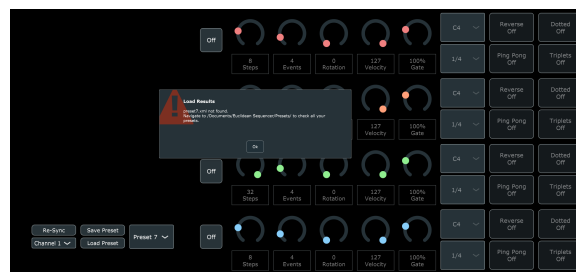 Off
8
Steps
4
Events
0
Rotation
127
Velocity
100%
Gate
C4
Reverse
Off
Dotted
Off
1/4
Ping Pong
Off
Triplets
Off
Load Results
preset7.xml not found.
Navigate to /Documents/Euclidean Sequencer/Presets/ to check all your
presets.
Ok
127
Velocity
100%
Gate
C4
Reverse
Off
Dotted
Off
1/4
Ping Pong
Off
Triplets
Off
Off
32
Steps
4
Events
0
Rotation
127
Velocity
100%
Gate
C4
Reverse
Off
Dotted
Off
1/4
Ping Pong
Off
Triplets
Off
Re-Sync
Save Preset
Channel 1
Load Preset
Preset 7
Off
8
Steps
4
Events
0
Rotation
127
Velocity
100%
Gate
C4
Reverse
Off
Dotted
Off
1/4
Ping Pong
Off
Triplets
Off